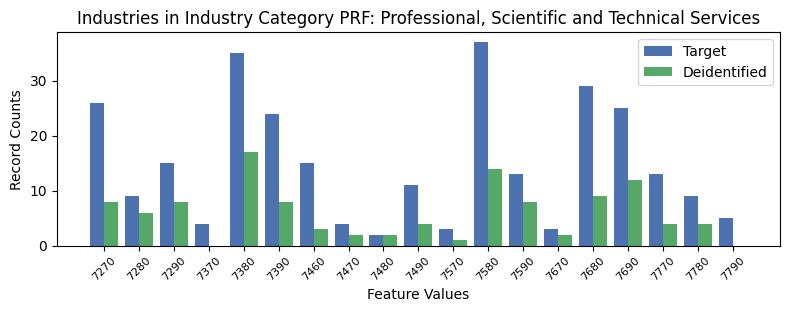 Industries in Industry Category PRF: Professional, Scientific and Technical Services
Target
Deidentified
Record Counts
30
20
10
0
7270 7280 7290 7370 7380 7390 7460 7470 7480 7490 7570 7580 7590 7670 7680 7690 7770 7780 7790
Feature Values